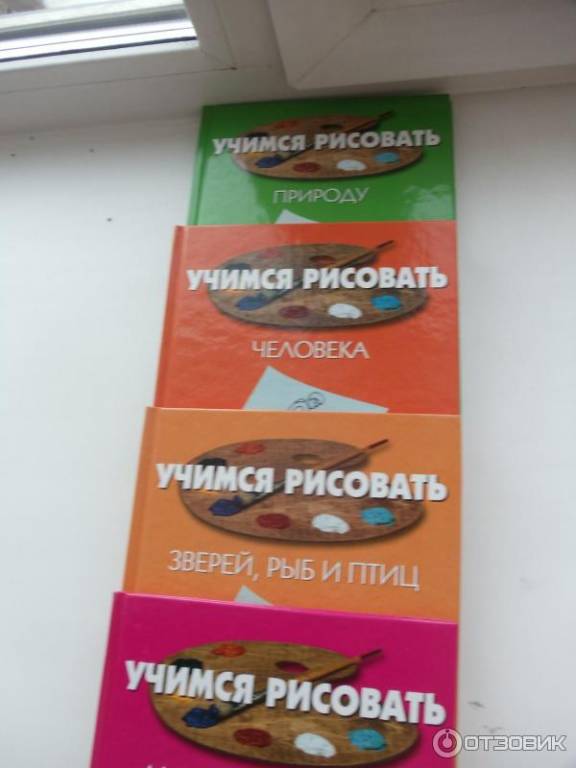 УЧИМСЯ РИСОВАТЬ
ПРИРОДУ
УЧИМСЯ РИСОВАТЬ
ЧЕЛОВЕКА
УЧИМСЯ РИСОВАТЬ
ЗВЕРЕЙ, РЫБ И ПТИЦ
УЧИМСЯ РИСОВАТЬ
ОТЗОВИК